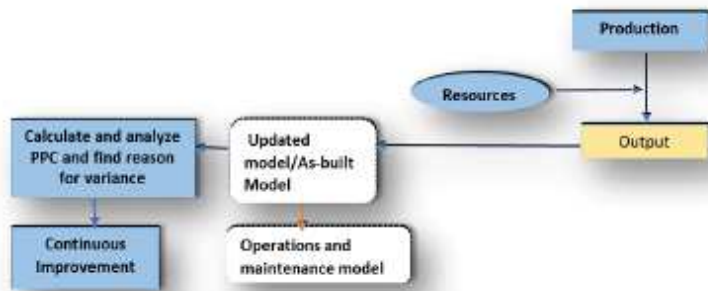 Production
Resources
Output
Calculate and analyze
PPC and find reason
for variance
Updated
model/As-built
Model
Continuous
Improvement
Operations and
maintenance model